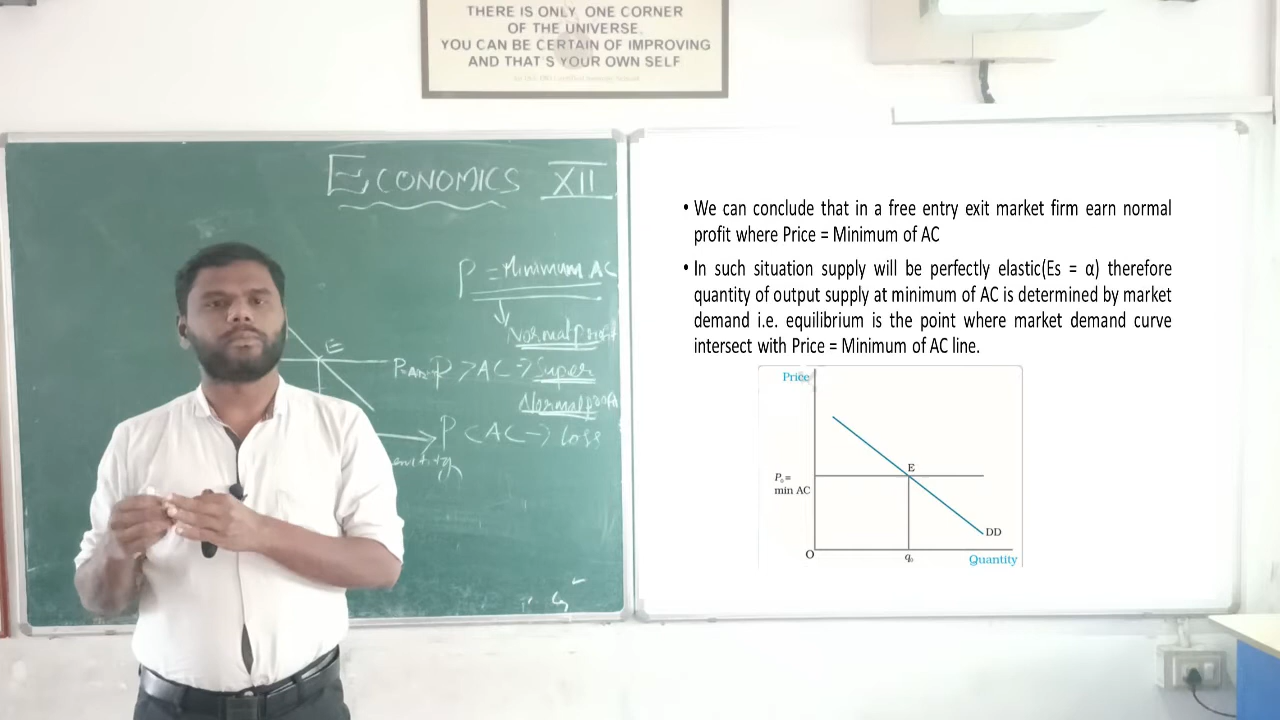 THERE IS ONLY ONE CORNER
OF THE UNIVERSE.
YOU CAN BE CERTAIN OF IMPROVING
AND THAT'S YOUR OWN SELF
ECONOMICS XII
P = Minimum AC
Normal profit
E
P > AC -> Super
Normal profit
P < AC -> Loss
• We can conclude that in a free entry exit market firm earn normal
profit where Price = Minimum of AC
• In such situation supply will be perfectly elastic(Es = α) therefore
quantity of output supply at minimum of AC is determined by market
demand i.e. equilibrium is the point where market demand curve
intersect with Price = Minimum of AC line.
Price
E
P₀ =
min AC
DD
O
q₀
Quantity